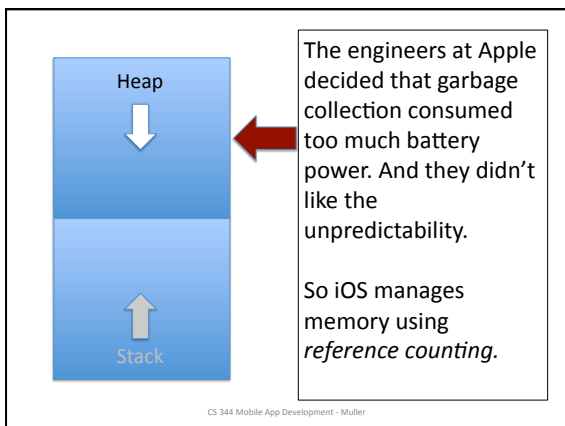 Heap
Stack
The engineers at Apple
decided that garbage
collection consumed
too much battery
power. And they didn't
like the
unpredictability.
So iOS manages
memory using
reference counting.
CS 344 Mobile App Development - Muller